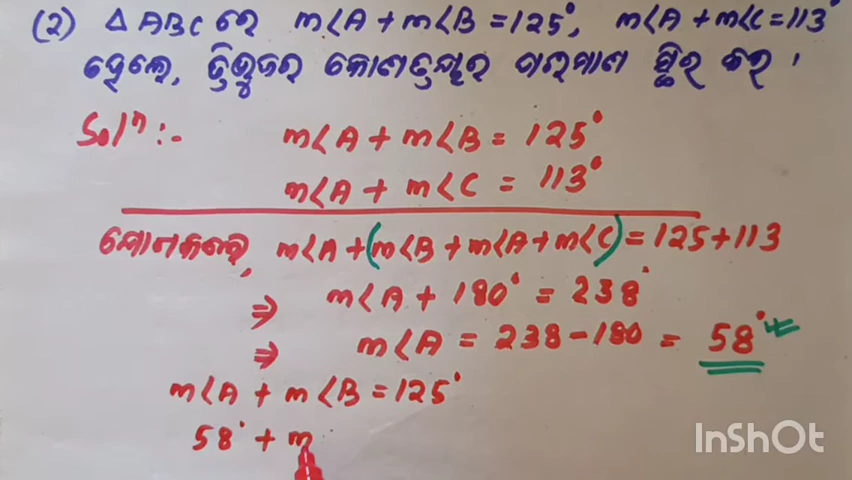 (2) △ ABC ରେ m∠A + m∠B = 125°, m∠A + m∠C = 113°
ହେଲେ, ତ୍ରିଭୁଜର କୋଣତ୍ରୟର ପରିମାଣ ସ୍ଥିର କର ।
Solⁿ :-
m∠A + m∠B = 125°
m∠A + m∠C = 113°
ଯୋଗକଲେ, m∠A + (m∠B + m∠A + m∠C) = 125 + 113
⇒ m∠A + 180° = 238°
⇒ m∠A = 238 - 180 = 58°
m∠A + m∠B = 125°
58° + m
InShOt